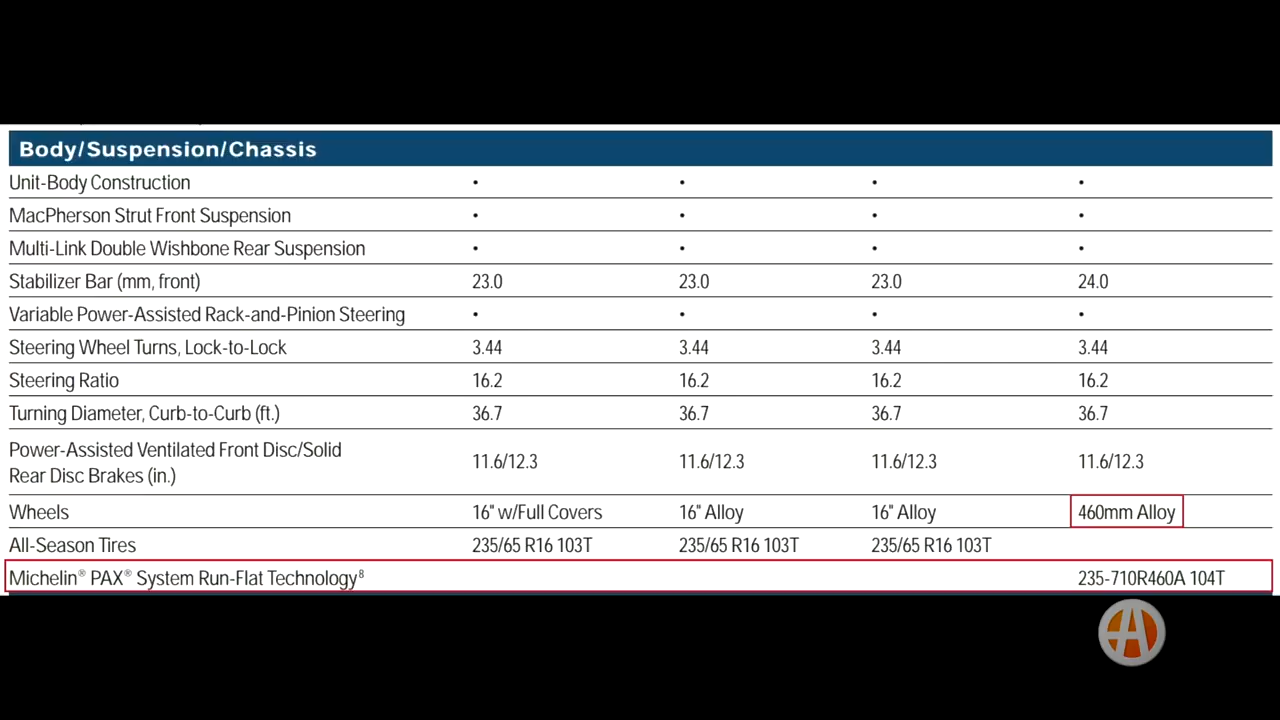 Body/Suspension/Chassis
Unit-Body Construction • • • •
MacPherson Strut Front Suspension • • • •
Multi-Link Double Wishbone Rear Suspension • • • •
Stabilizer Bar (mm, front) 23.0 23.0 23.0 24.0
Variable Power-Assisted Rack-and-Pinion Steering • • • •
Steering Wheel Turns, Lock-to-Lock 3.44 3.44 3.44 3.44
Steering Ratio 16.2 16.2 16.2 16.2
Turning Diameter, Curb-to-Curb (ft.) 36.7 36.7 36.7 36.7
Power-Assisted Ventilated Front Disc/Solid
Rear Disc Brakes (in.) 11.6/12.3 11.6/12.3 11.6/12.3 11.6/12.3
Wheels 16" w/Full Covers 16" Alloy 16" Alloy 460mm Alloy
All-Season Tires 235/65 R16 103T 235/65 R16 103T 235/65 R16 103T
Michelin® PAX® System Run-Flat Technology⁸ 235-710R460A 104T
A